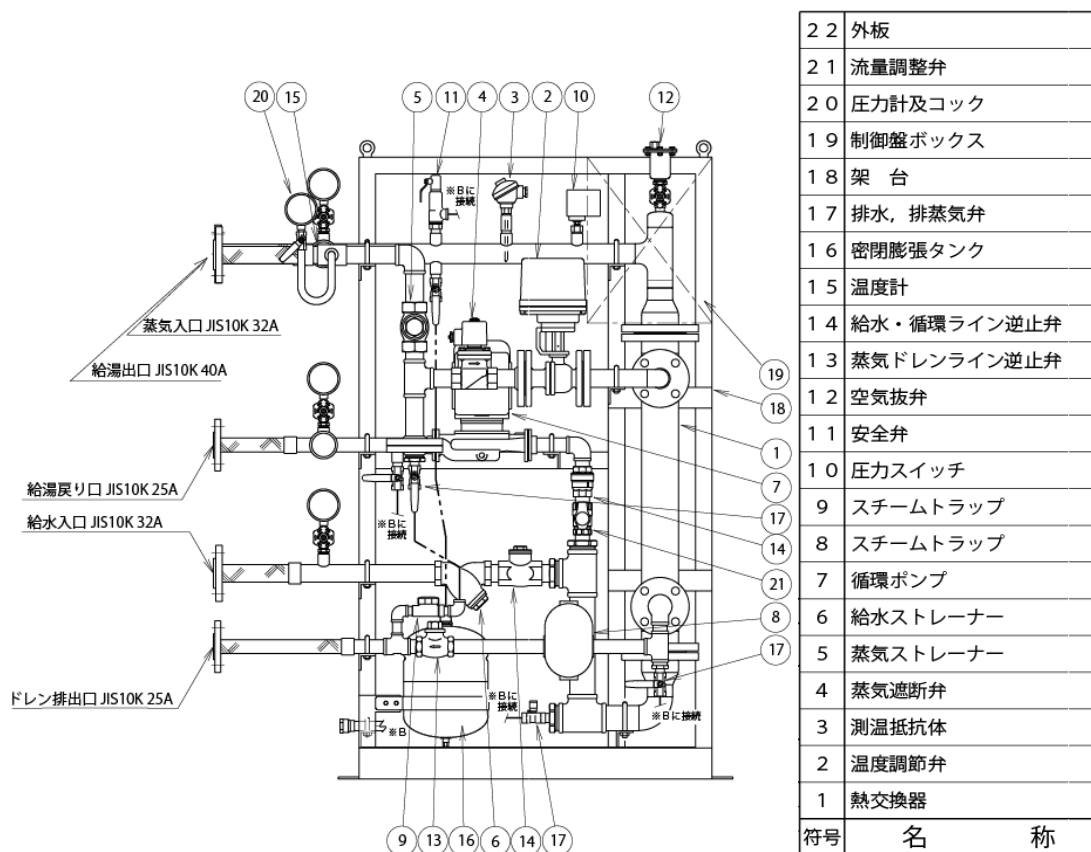 20 15 5 11 4 3 2 10 12
※Bに
接続
蒸気入口 JIS10K 32A
給湯出口 JIS10K 40A
19
18
1
給湯戻り口 JIS10K 25A
7
※Bに
接続
17
給水入口 JIS10K 32A
14
21
8
17
ドレン排出口 JIS10K 25A
※Bに
接続
※Bに接続
※B
9 13 16 6 14 17
22 外板
21 流量調整弁
20 圧力計及コック
19 制御盤ボックス
18 架 台
17 排水，排蒸気弁
16 密閉膨張タンク
15 温度計
14 給水・循環ライン逆止弁
13 蒸気ドレンライン逆止弁
12 空気抜弁
11 安全弁
10 圧力スイッチ
9 スチームトラップ
8 スチームトラップ
7 循環ポンプ
6 給水ストレーナー
5 蒸気ストレーナー
4 蒸気遮断弁
3 測温抵抗体
2 温度調節弁
1 熱交換器
符号 名 称